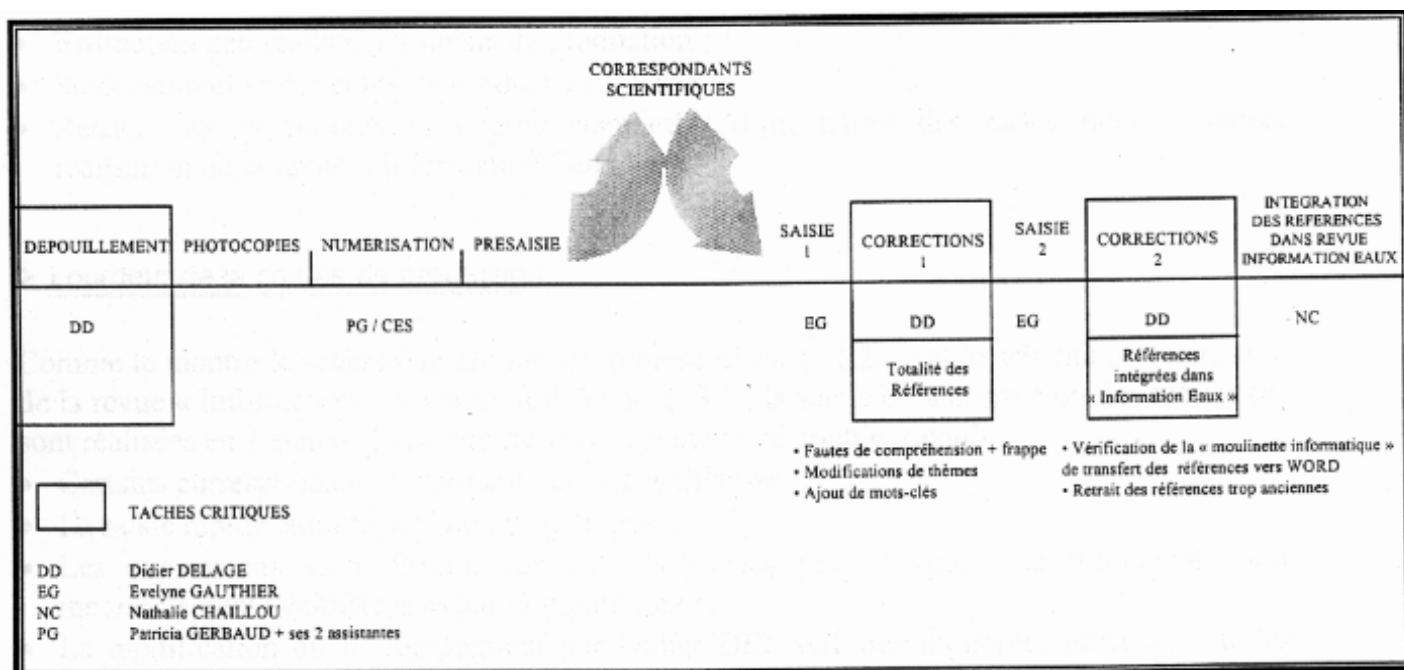 CORRESPONDANTS
SCIENTIFIQUES
DEPOUILLEMENT
PHOTOCOPIES
NUMERISATION
PRESAISIE
SAISIE
1
CORRECTIONS
1
SAISIE
2
CORRECTIONS
2
INTEGRATION
DES REFERENCES
DANS REVUE
INFORMATION EAUX
DD
PG / CES
EG
DD
EG
DD
NC
Totalité des
Références
Références
intégrées dans
« Information Eaux »
• Fautes de compréhension + frappe
• Modifications de thèmes
• Ajout de mots-clés
• Vérification de la « moulinette informatique »
de transfert des références vers WORD
• Retrait des références trop anciennes
TACHES CRITIQUES
DD Didier DELAGE
EG Evelyne GAUTHIER
NC Nathalie CHAILLOU
PG Patricia GERBAUD + ses 2 assistantes